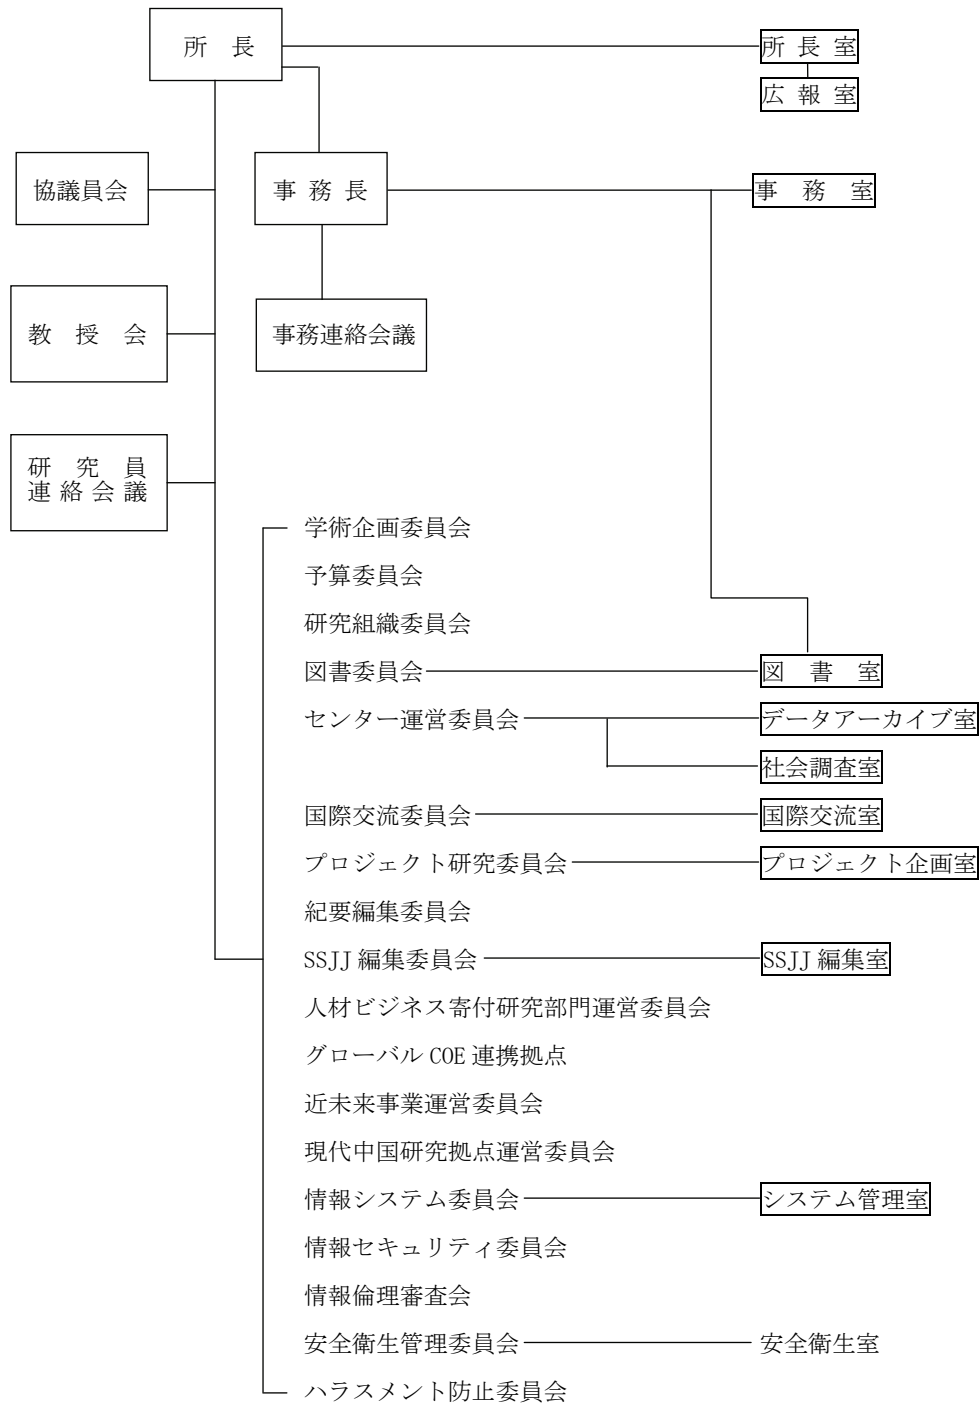 所 長
所 長 室
広 報 室
協議員会
事 務 長
事 務 室
教 授 会
事務連絡会議
研 究 員
連 絡 会 議
学術企画委員会
予算委員会
研究組織委員会
図書委員会
図 書 室
センター運営委員会
データアーカイブ室
社会調査室
国際交流委員会
国際交流室
プロジェクト研究委員会
プロジェクト企画室
紀要編集委員会
SSJJ 編集委員会
SSJJ 編集室
人材ビジネス寄付研究部門運営委員会
グローバル COE 連携拠点
近未来事業運営委員会
現代中国研究拠点運営委員会
情報システム委員会
システム管理室
情報セキュリティ委員会
情報倫理審査会
安全衛生管理委員会
安全衛生室
ハラスメント防止委員会